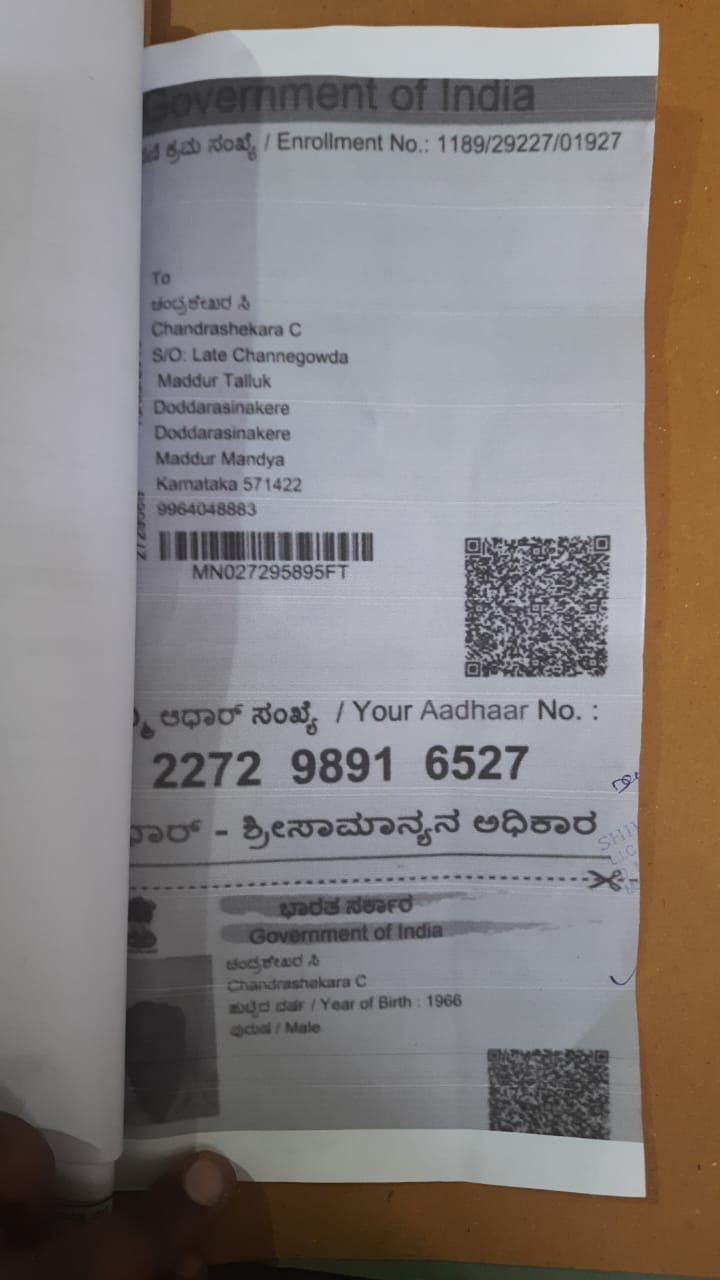 Government of India
ಕ್ರಮ ಸಂಖ್ಯೆ / Enrollment No.: 1189/29227/01927
To
ಚಂದ್ರಶೇಖರ ಸಿ
Chandrashekara C
S/O: Late Channegowda
Maddur Talluk
Doddarasinakere
Doddarasinakere
Maddur Mandya
Karnataka 571422
9964048883
MN027295895FT
ಆಧಾರ್ ಸಂಖ್ಯೆ / Your Aadhaar No. :
2272 9891 6527
- ಶ್ರೀಸಾಮಾನ್ಯನ ಅಧಿಕಾರ
ಭಾರತ ಸರ್ಕಾರ
Government of India
ಚಂದ್ರಶೇಖರ ಸಿ
Chandrashekara C
ಹುಟ್ಟಿದ ವರ್ಷ / Year of Birth : 1966
ಪುರುಷ / Male